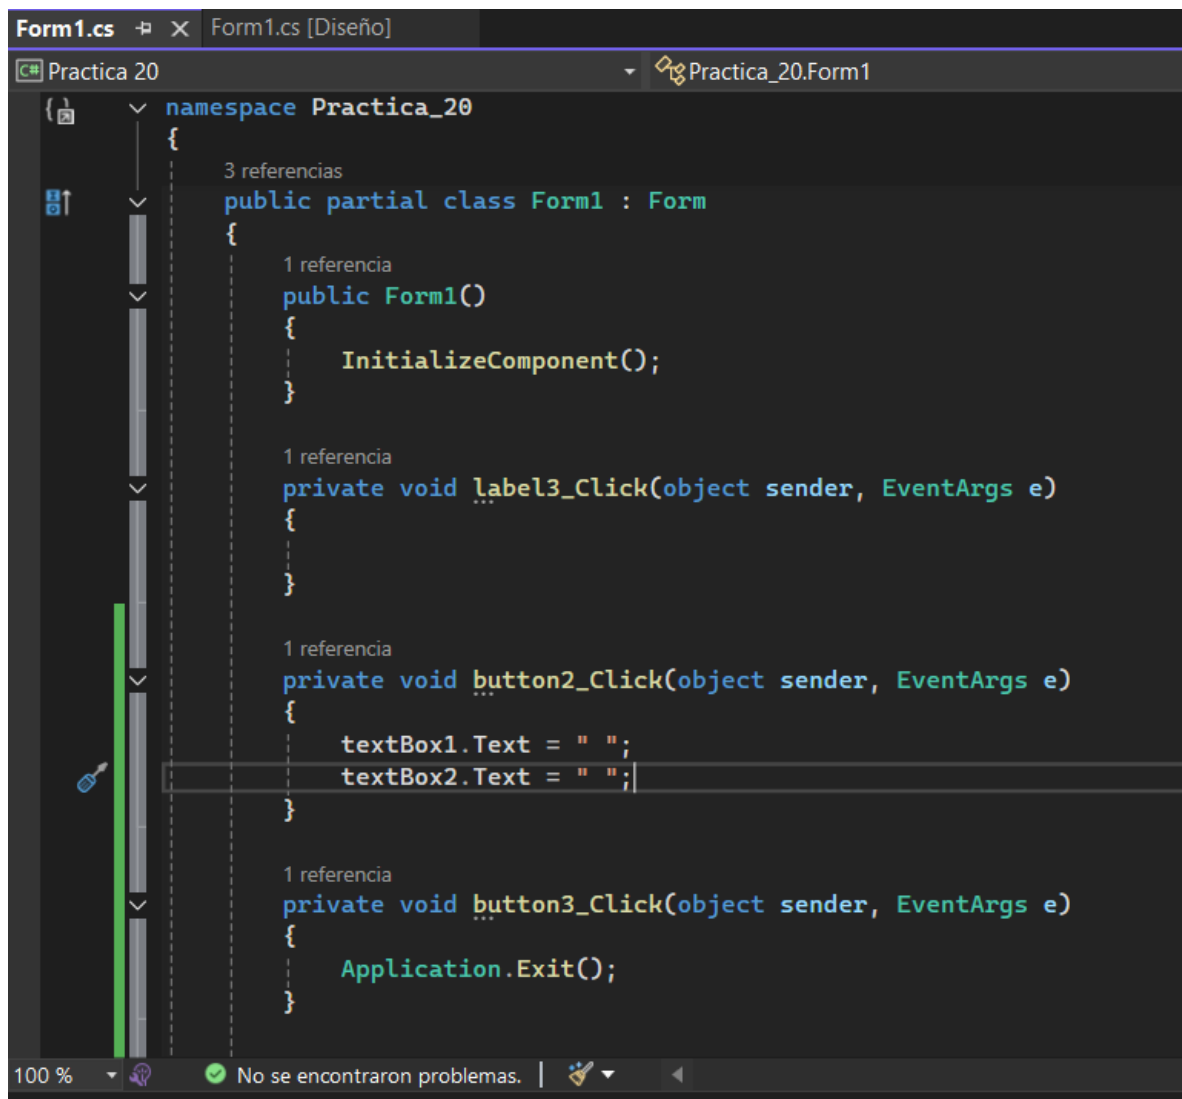 Form1.cs Form1.cs [Diseño]
C# Practica 20 Practica_20.Form1
namespace Practica_20
{
3 referencias
public partial class Form1 : Form
{
1 referencia
public Form1()
{
InitializeComponent();
}
1 referencia
private void label3_Click(object sender, EventArgs e)
{
}
1 referencia
private void button2_Click(object sender, EventArgs e)
{
textBox1.Text = " ";
textBox2.Text = " ";
}
1 referencia
private void button3_Click(object sender, EventArgs e)
{
Application.Exit();
}
100 % No se encontraron problemas.